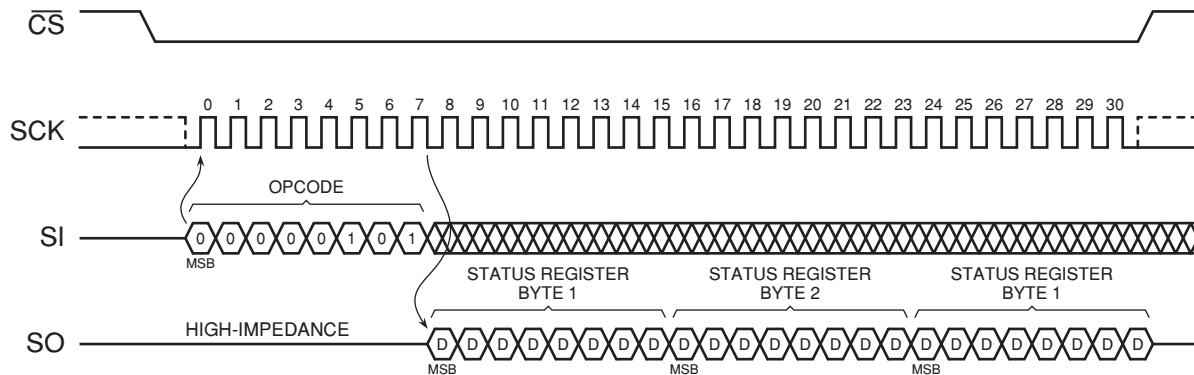 CS
0 1 2 3 4 5 6 7 8 9 10 11 12 13 14 15 16 17 18 19 20 21 22 23 24 25 26 27 28 29 30
SCK
OPCODE
SI 0 0 0 0 0 1 0 1
MSB
STATUS REGISTER BYTE 1
STATUS REGISTER BYTE 2
STATUS REGISTER BYTE 1
HIGH-IMPEDANCE
SO D D D D D D D D D D D D D D D D D D D D D D D D
MSB MSB MSB